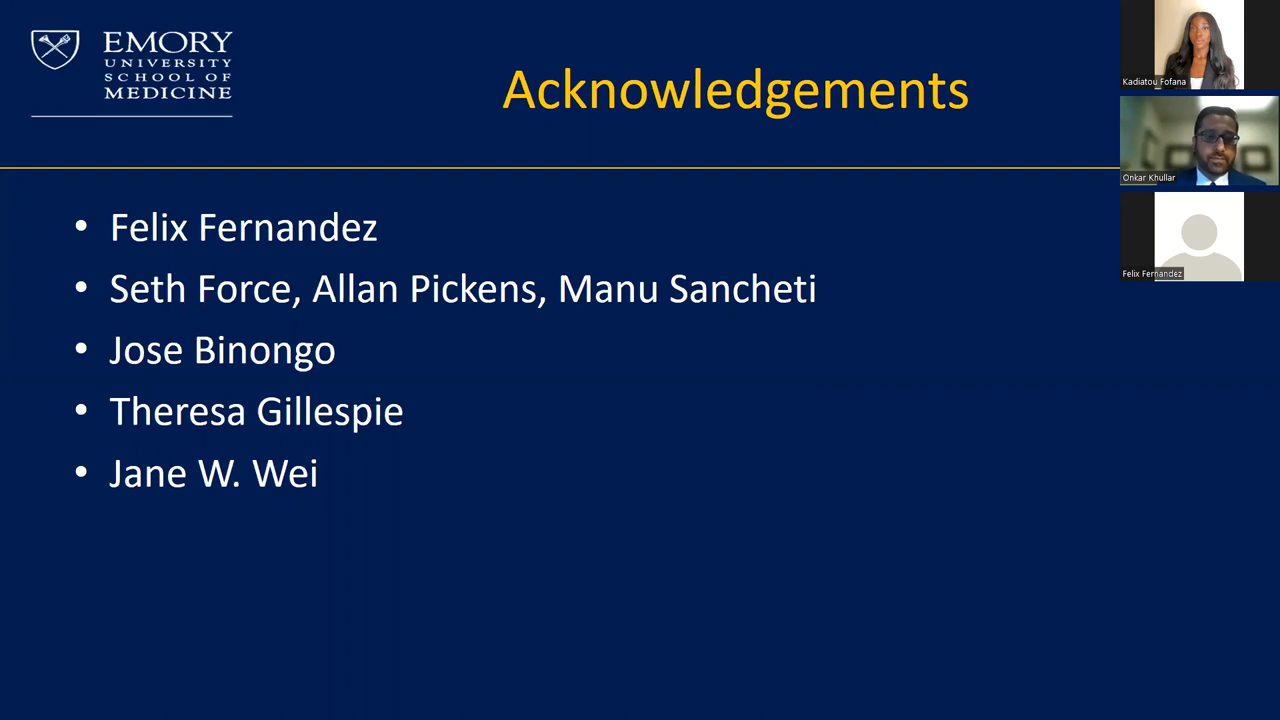 EMORY
UNIVERSITY
SCHOOL OF
MEDICINE
Acknowledgements
• Felix Fernandez
• Seth Force, Allan Pickens, Manu Sancheti
• Jose Binongo
• Theresa Gillespie
• Jane W. Wei
Kadiatou Fofana
Onkar Khullar
Felix Fernandez